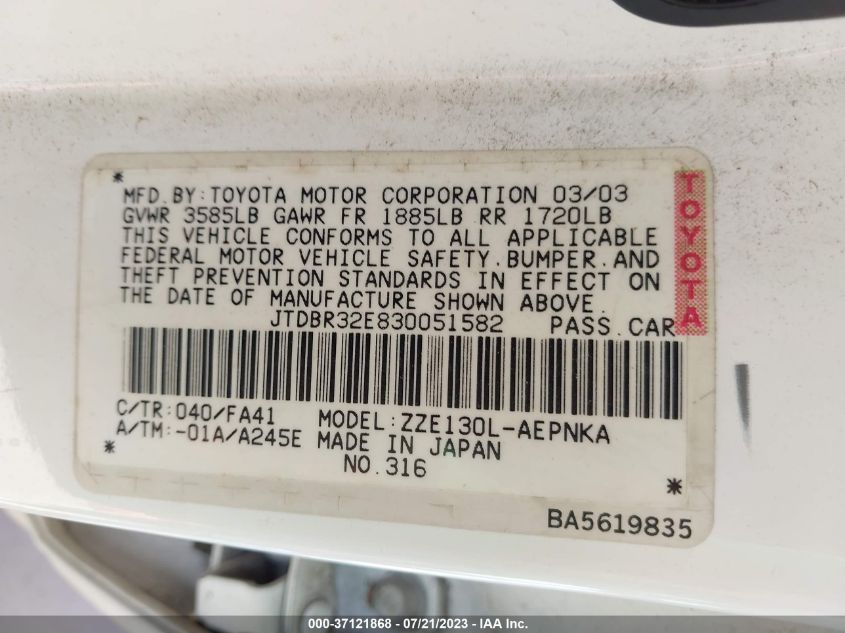 MFD.BY:TOYOTA MOTOR CORPORATION 03/03
GVWR 3585LB GAWR FR 1885LB RR 1720LB
THIS VEHICLE CONFORMS TO ALL APPLICABLE
FEDERAL MOTOR VEHICLE SAFETY.BUMPER.AND
THEFT PREVENTION STANDARDS IN EFFECT ON
THE DATE OF MANUFACTURE SHOWN ABOVE.
JTDBR32E830051582 PASS.CAR
TOYOTA
C/TR:040/FA41 MODEL:ZZE130L-AEPNKA
A/TM:-01A/A245E MADE IN JAPAN
NO.316
BA5619835
000-37121868 - 07/21/2023 - IAA Inc.